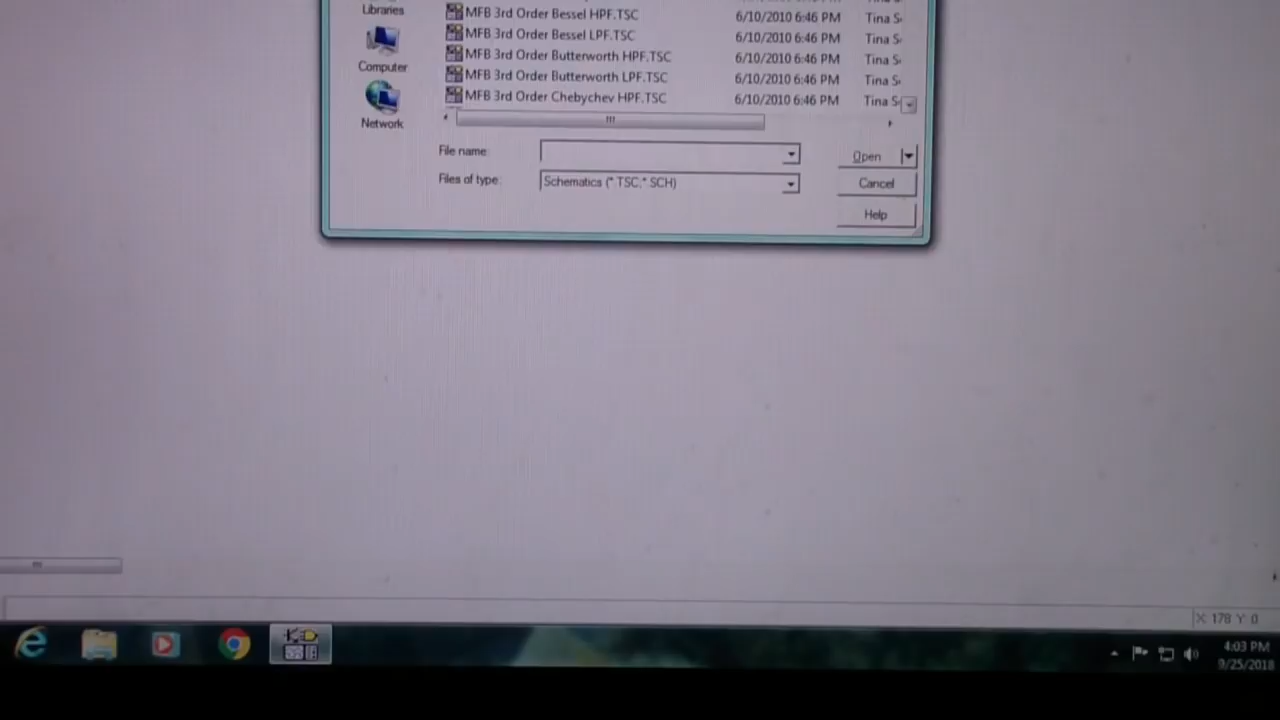 Libraries
MFB 3rd Order Bessel HPF.TSC 6/10/2010 6:46 PM Tina S
MFB 3rd Order Bessel LPF.TSC 6/10/2010 6:46 PM Tina S
MFB 3rd Order Butterworth HPF.TSC 6/10/2010 6:46 PM Tina S
Computer
MFB 3rd Order Butterworth LPF.TSC 6/10/2010 6:46 PM Tina S
MFB 3rd Order Chebychev HPF.TSC 6/10/2010 6:46 PM Tina S
Network
File name:
Open
Files of type:
Schematics (*.TSC;*.SCH)
Cancel
Help
X: 178 Y: 0
4:03 PM
9/25/2018